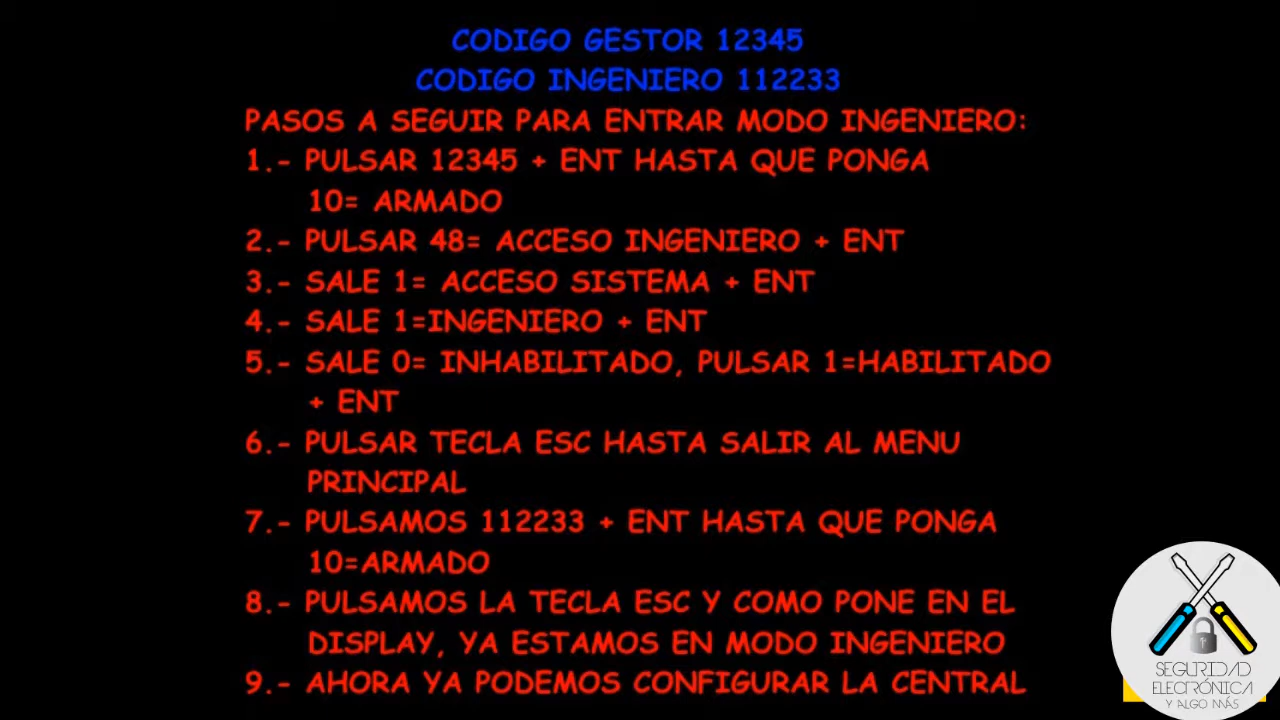 CODIGO GESTOR 12345
CODIGO INGENIERO 112233
PASOS A SEGUIR PARA ENTRAR MODO INGENIERO:
1.- PULSAR 12345 + ENT HASTA QUE PONGA
10= ARMADO
2.- PULSAR 48= ACCESO INGENIERO + ENT
3.- SALE 1= ACCESO SISTEMA + ENT
4.- SALE 1=INGENIERO + ENT
5.- SALE 0= INHABILITADO, PULSAR 1=HABILITADO
+ ENT
6.- PULSAR TECLA ESC HASTA SALIR AL MENU
PRINCIPAL
7.- PULSAMOS 112233 + ENT HASTA QUE PONGA
10=ARMADO
8.- PULSAMOS LA TECLA ESC Y COMO PONE EN EL
DISPLAY, YA ESTAMOS EN MODO INGENIERO
9.- AHORA YA PODEMOS CONFIGURAR LA CENTRAL
SEGURIDAD
ELECTRÓNICA
Y ALGO MÁS